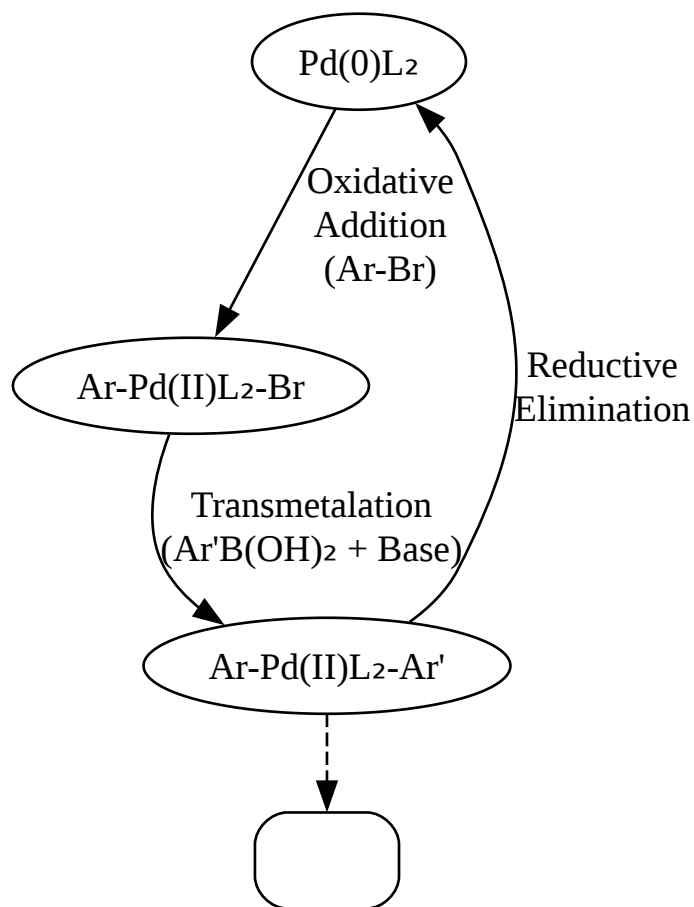 Pd(0)L₂
Oxidative
Addition
(Ar-Br)
Reductive
Elimination
Ar-Pd(II)L₂-Br
Transmetalation
(Ar'B(OH)₂ + Base)
Ar-Pd(II)L₂-Ar'